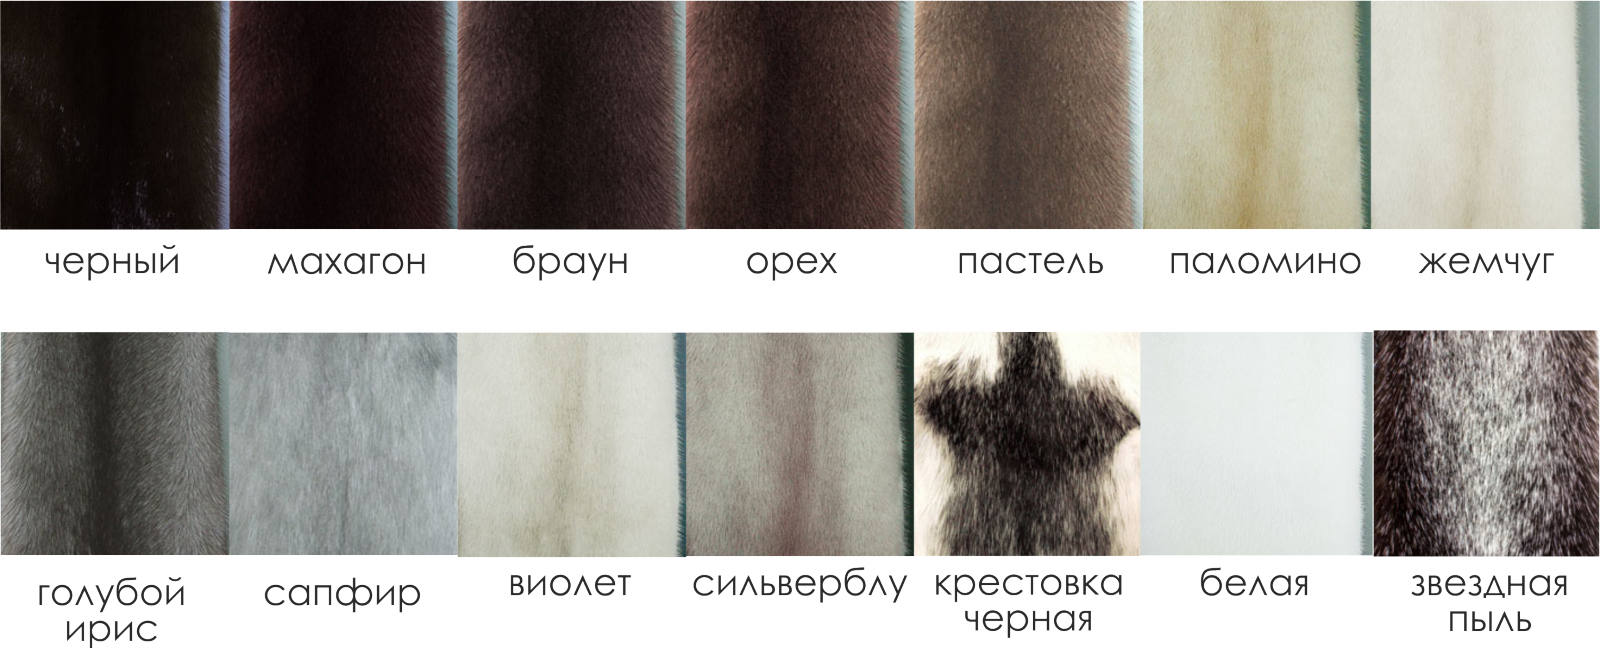 черный махагон браун орех пастель паломино жемчуг
голубой ирис
сапфир
виолет
сильверблу
крестовка черная
белая
звездная пыль